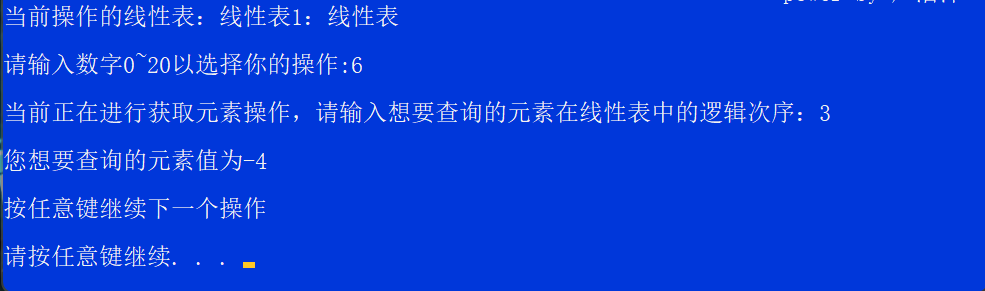 当前操作的线性表：线性表1：线性表
请输入数字0~20以选择你的操作:6
当前正在进行获取元素操作，请输入想要查询的元素在线性表中的逻辑次序：3
您想要查询的元素值为-4
按任意键继续下一个操作
请按任意键继续. . .